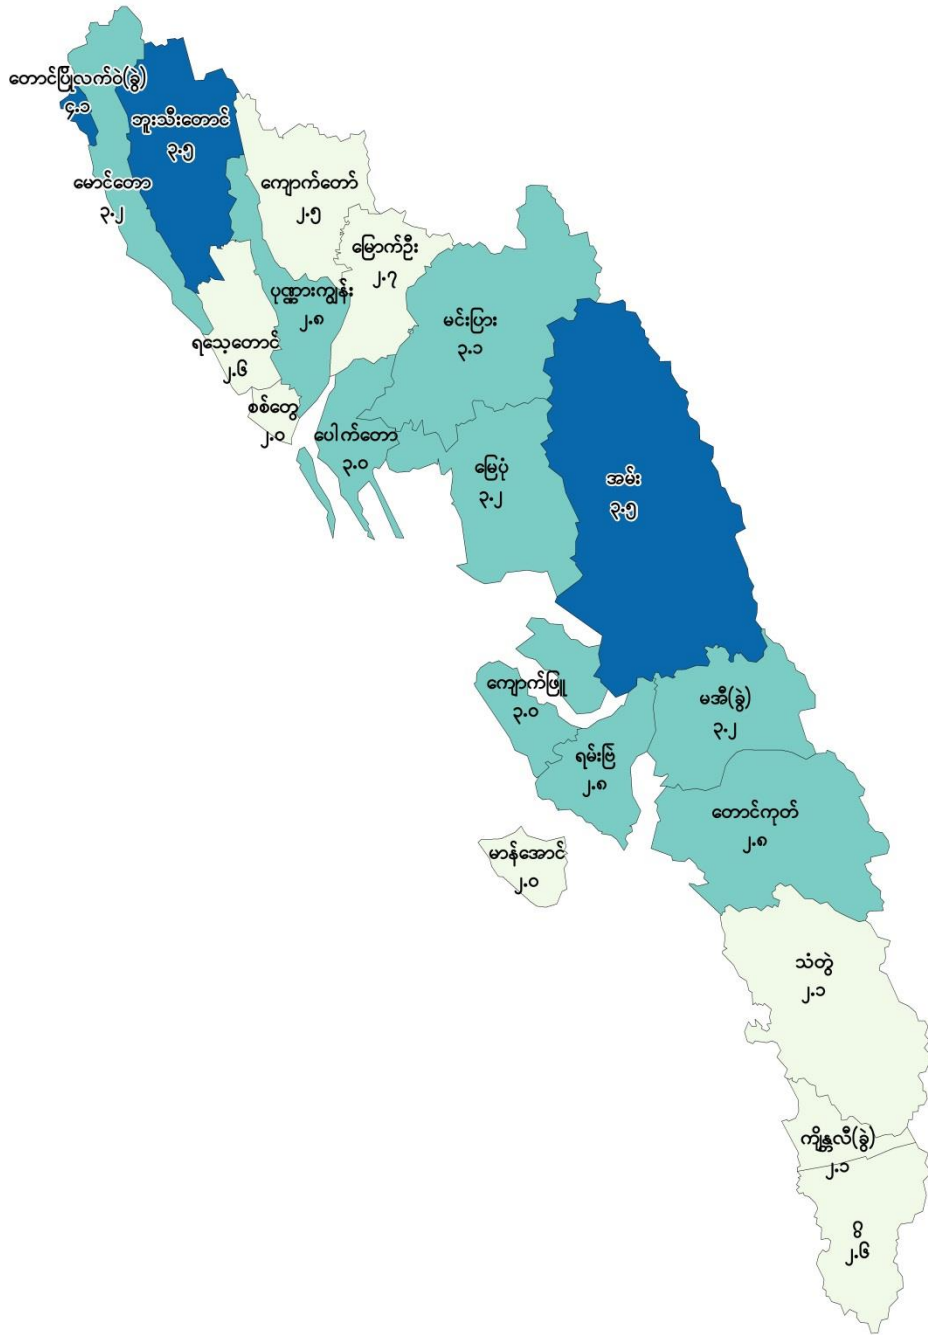 တောင်ပြိုလက်ဝဲ(ခွဲ)
၄.၁
ဘူးသီးတောင်
၃.၅
မောင်တော
၃.၂
ကျောက်တော်
၂.၅
မြောက်ဦး
၂.၇
ပုဏ္ဏားကျွန်း
၂.၈
မင်းပြား
၃.၁
ရသေ့တောင်
၂.၆
စစ်တွေ
၂.၀
ပေါက်တော
၃.၀
မြေပုံ
၃.၂
အမ်း
၃.၅
ကျောက်ဖြူ
၃.၀
မအီ(ခွဲ)
၃.၂
ရမ်းဗြဲ
၂.၈
တောင်ကုတ်
၂.၈
မာန်အောင်
၂.၀
သံတွဲ
၂.၁
ကျိန္တလီ(ခွဲ)
၂.၁
ဂွ
၂.၆